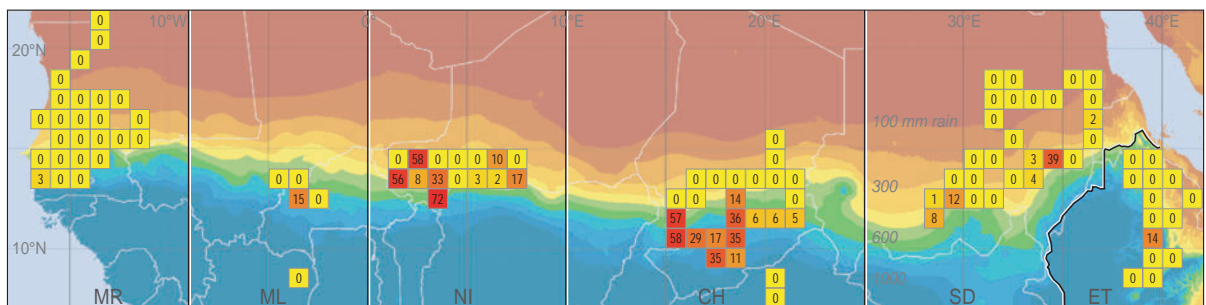 10°W 0° 10°E 20°E 30°E 40°E
0
0
20°N
0
0 0 0 0 0
0 0 0 0 0 0 0 0
0 0 0 0 0 100 mm rain 0 2
0 0 0 0 0 0 0 0
0 0 0 0 0 58 0 0 0 10 0 0 0 0 3 39 0 0 0
3 0 0 0 0 56 8 33 0 3 2 17 0 0 0 0 0 0 300 0 0 0 4 0 0 0
15 0 72 0 0 14 0 1 12 0 0 0 0 0
57 36 6 6 5 8 0 0
10°N 58 29 17 35 600 14
35 11 0 0
0 0 1000 0 0
MR ML NI CH 0 SD ET